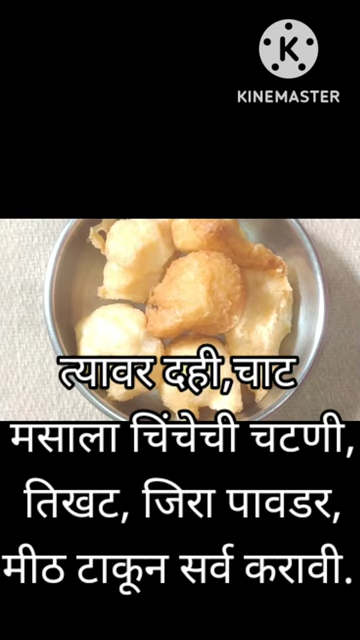 KINEMASTER
त्यावर दही,चाट
मसाला चिंचेची चटणी,
तिखट, जिरा पावडर,
मीठ टाकून सर्व करावी.